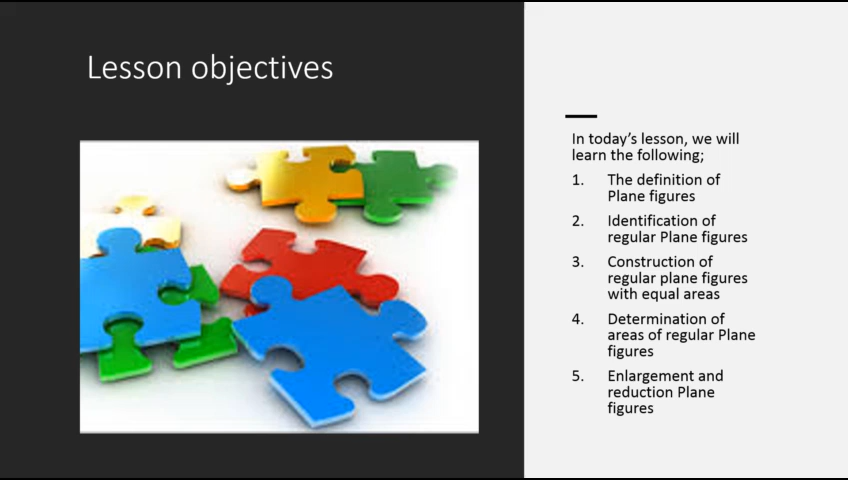 Lesson objectives
In today's lesson, we will
learn the following;
1. The definition of
Plane figures
2. Identification of
regular Plane figures
3. Construction of
regular plane figures
with equal areas
4. Determination of
areas of regular Plane
figures
5. Enlargement and
reduction Plane
figures